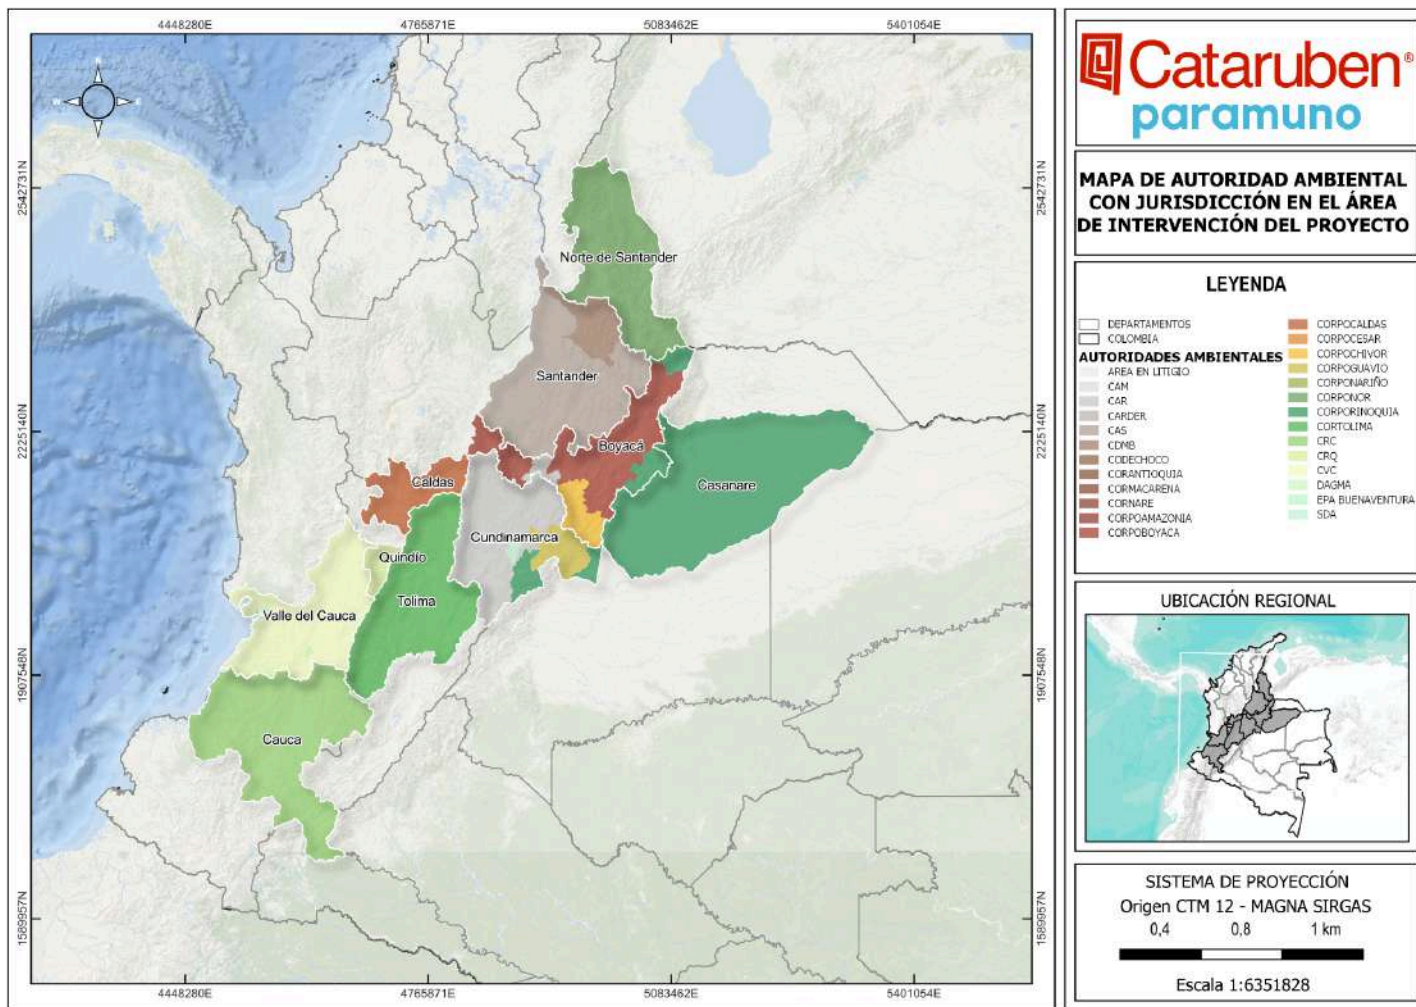 4448280E 4765871E 5083462E 5401054E
Cataruben®
paramuno
MAPA DE AUTORIDAD AMBIENTAL
CON JURISDICCIÓN EN EL ÁREA
DE INTERVENCIÓN DEL PROYECTO
LEYENDA
DEPARTAMENTOS
COLOMBIA
AUTORIDADES AMBIENTALES
AREA EN LITIGIO
CAM
CAR
CARDER
CAS
CDMB
CODECHOCO
CORANTIOQUIA
CORMACARENA
CORNARE
CORPOAMAZONIA
CORPOBOYACA
CORPOCALDAS
CORPOCESAR
CORPOCHIVOR
CORPOGUAVIO
CORPONARIÑO
CORPONOR
CORPORINOQUIA
CORTOLIMA
CRC
CRQ
CVC
DAGMA
EPA BUENAVENTURA
SDA
UBICACIÓN REGIONAL
SISTEMA DE PROYECCIÓN
Origen CTM 12 - MAGNA SIRGAS
0,4 0,8 1 km
Escala 1:6351828
W E
2542731N 2542731N
Norte de Santander
Santander
2225140N 2225140N
Boyacá
Caldas
Casanare
Cundinamarca
Quindío
Tolima
Valle del Cauca
1907548N 1907548N
Cauca
1589957N 1589957N
4448280E 4765871E 5083462E 5401054E